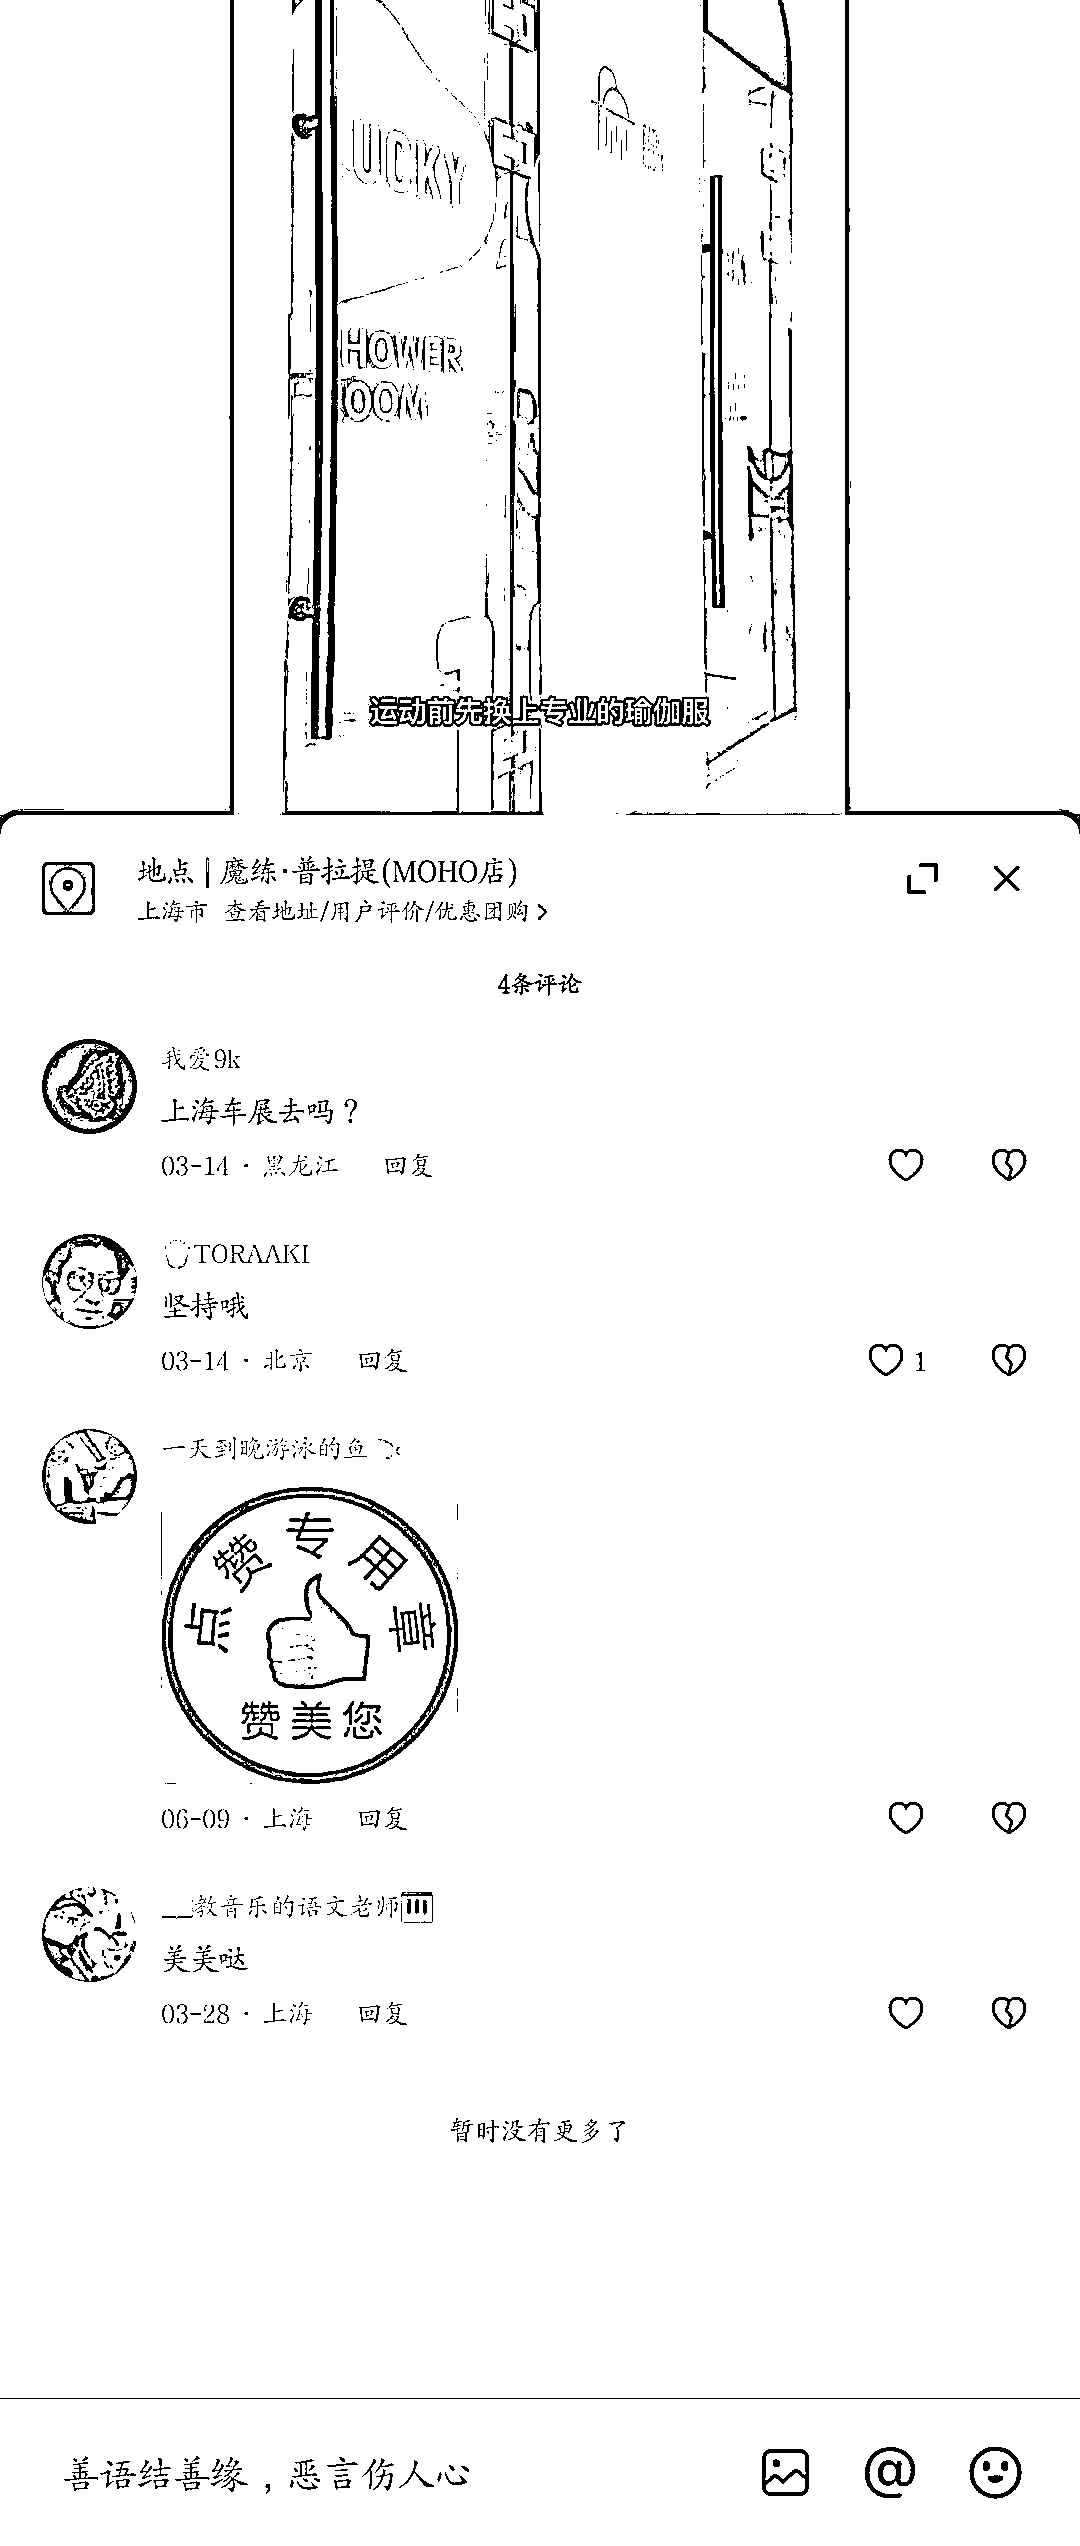 UCKY
HOWER
OOM
运动前先换上专业的瑜伽服
地点 | 魔练·普拉提(MOHO店)
上海市 查看地址/用户评价/优惠团购 >
4条评论
我爱9k
上海车展去吗？
03-14 · 黑龙江 回复
TORAAKI
坚持哦
03-14 · 北京 回复
1
一天到晚游泳的鱼
点赞专用章
赞美您
06-09 · 上海 回复
__教音乐的语文老师🎹
美美哒
03-28 · 上海 回复
暂时没有更多了
善语结善缘，恶言伤人心